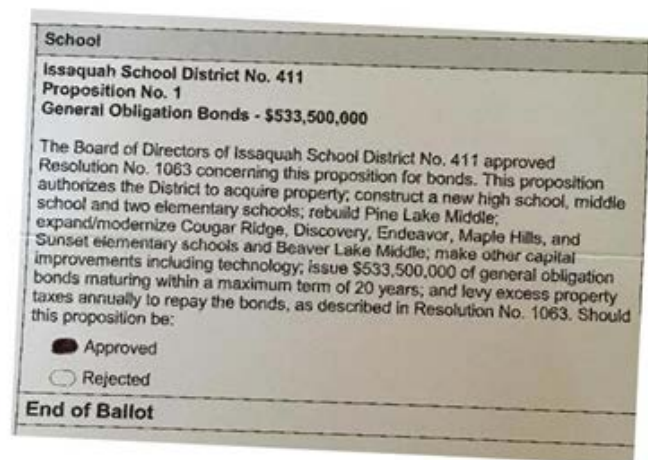 School
Issaquah School District No. 411
Proposition No. 1
General Obligation Bonds - $533,500,000
The Board of Directors of Issaquah School District No. 411 approved
Resolution No. 1063 concerning this proposition for bonds. This proposition
authorizes the District to acquire property; construct a new high school, middle
school and two elementary schools; rebuild Pine Lake Middle;
expand/modernize Cougar Ridge, Discovery, Endeavor, Maple Hills, and
Sunset elementary schools and Beaver Lake Middle; make other capital
improvements including technology; issue $533,500,000 of general obligation
bonds maturing within a maximum term of 20 years; and levy excess property
taxes annually to repay the bonds, as described in Resolution No. 1063. Should
this proposition be:
Approved
Rejected
End of Ballot